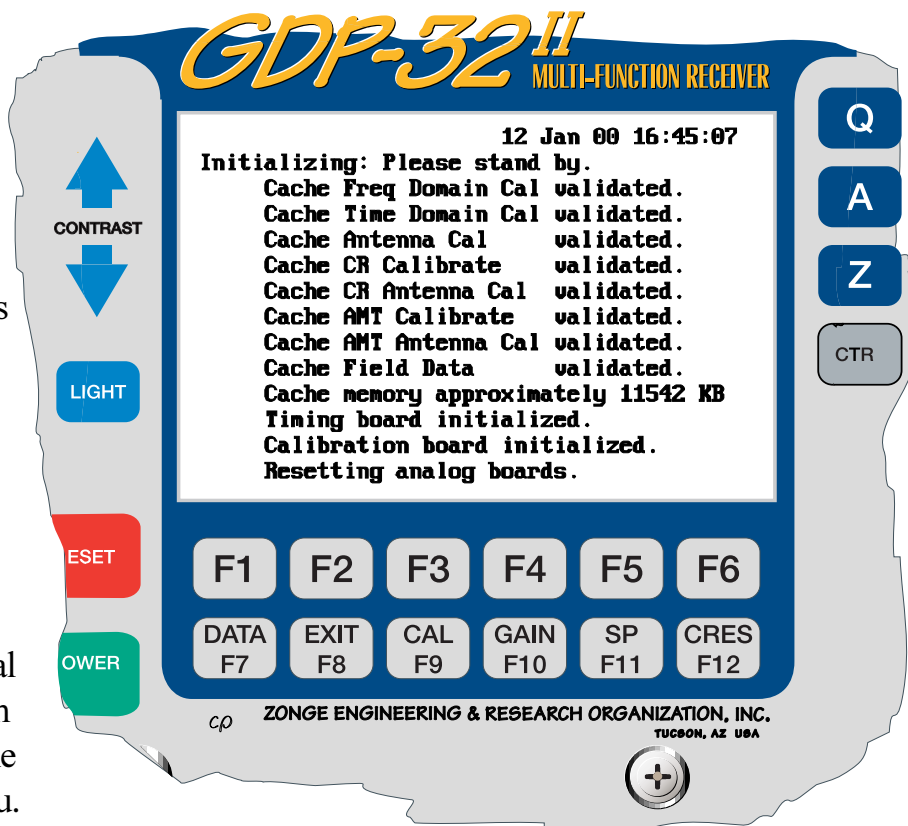 GDP-32 II
MULTI-FUNCTION RECEIVER
12 Jan 00 16:45:07
Initializing: Please stand by.
Cache Freq Domain Cal validated.
Cache Time Domain Cal validated.
Cache Antenna Cal validated.
Cache CR Calibrate validated.
Cache CR Antenna Cal validated.
Cache AMT Calibrate validated.
Cache AMT Antenna Cal validated.
Cache Field Data validated.
Cache memory approximately 11542 KB
Timing board initialized.
Calibration board initialized.
Resetting analog boards.
CONTRAST
LIGHT
ESET
OWER
Q
A
Z
CTR
F1 F2 F3 F4 F5 F6
DATA EXIT CAL GAIN SP CRES
F7 F8 F9 F10 F11 F12
cp ZONGE ENGINEERING & RESEARCH ORGANIZATION, INC.
TUCSON, AZ USA
s
al
n
e
u.